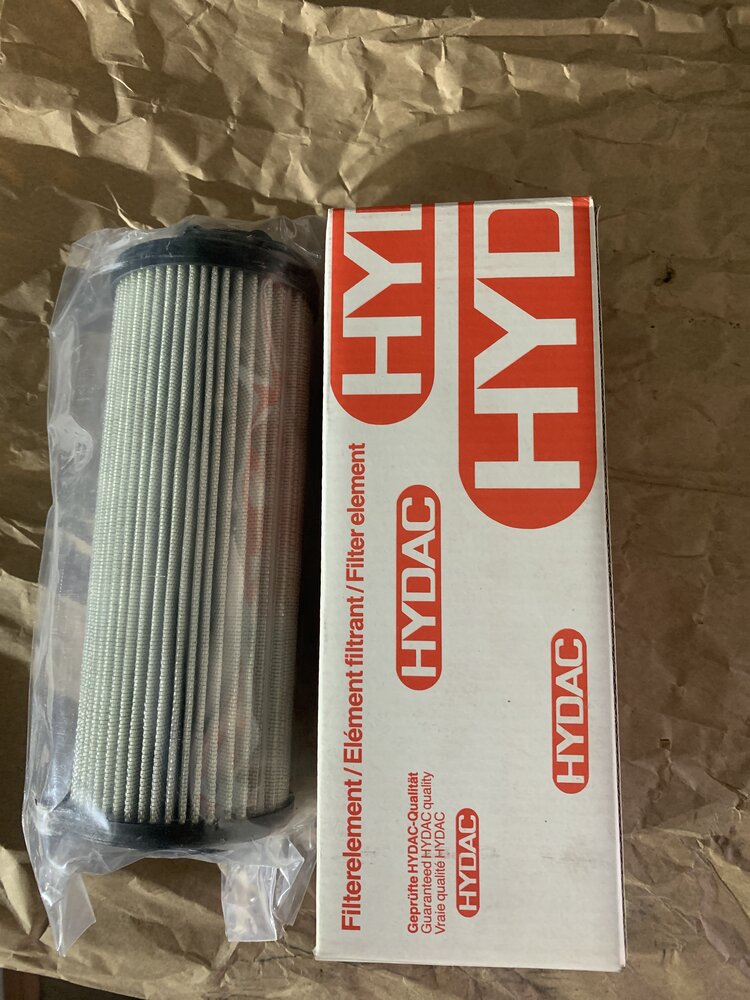 HYD
HYD
Filterelement / Elément filtrant / Filter element
HYDAC
HYDAC
Geprüfte HYDAC-Qualität
Guaranteed HYDAC quality
Vraie qualité HYDAC
HYDAC